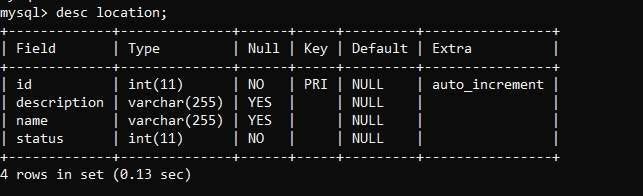 mysql> desc location;
+-------------+--------------+------+-----+---------+----------------+
| Field       | Type         | Null | Key | Default | Extra          |
+-------------+--------------+------+-----+---------+----------------+
| id          | int(11)      | NO   | PRI | NULL    | auto_increment |
| description | varchar(255) | YES  |     | NULL    |                |
| name        | varchar(255) | YES  |     | NULL    |                |
| status      | int(11)      | NO   |     | NULL    |                |
+-------------+--------------+------+-----+---------+----------------+
4 rows in set (0.13 sec)